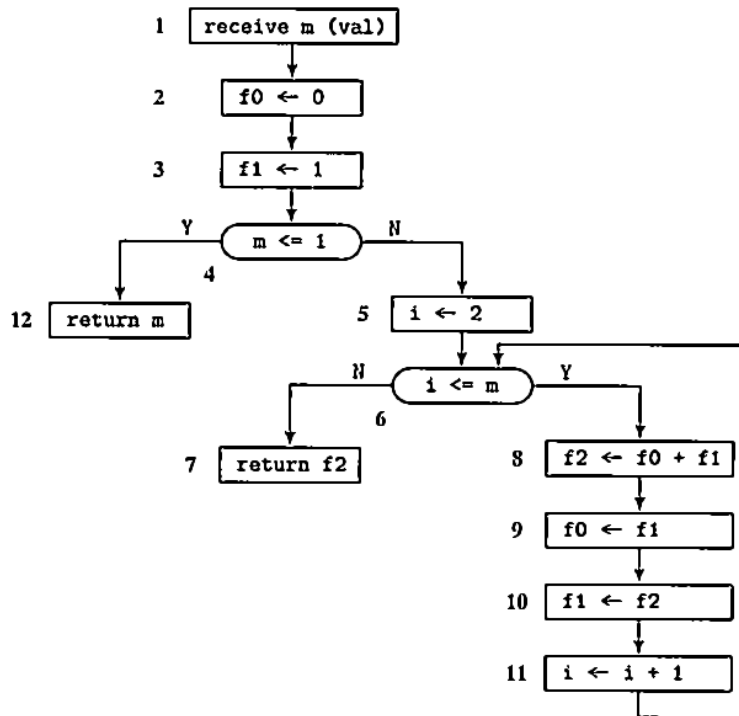 1 receive m (val)
2 f0 ← 0
3 f1 ← 1
Y m <= 1 N
4
12 return m
5 i ← 2
N i <= m Y
6
7 return f2
8 f2 ← f0 + f1
9 f0 ← f1
10 f1 ← f2
11 i ← i + 1